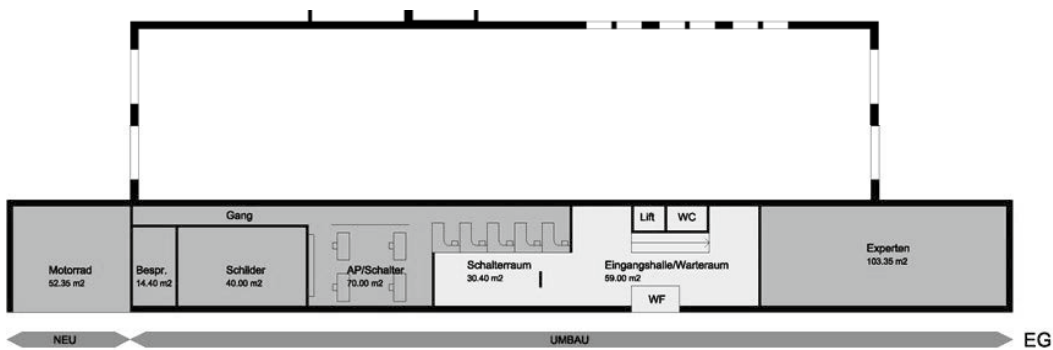 Gang
Lift
WC
Motorrad
52.35 m2
Bespr.
14.40 m2
Schilder
40.00 m2
AP/Schalter
70.00 m2
Schalterraum
30.40 m2
Eingangshalle/Warteraum
59.00 m2
Experten
103.35 m2
WF
NEU
UMBAU
EG